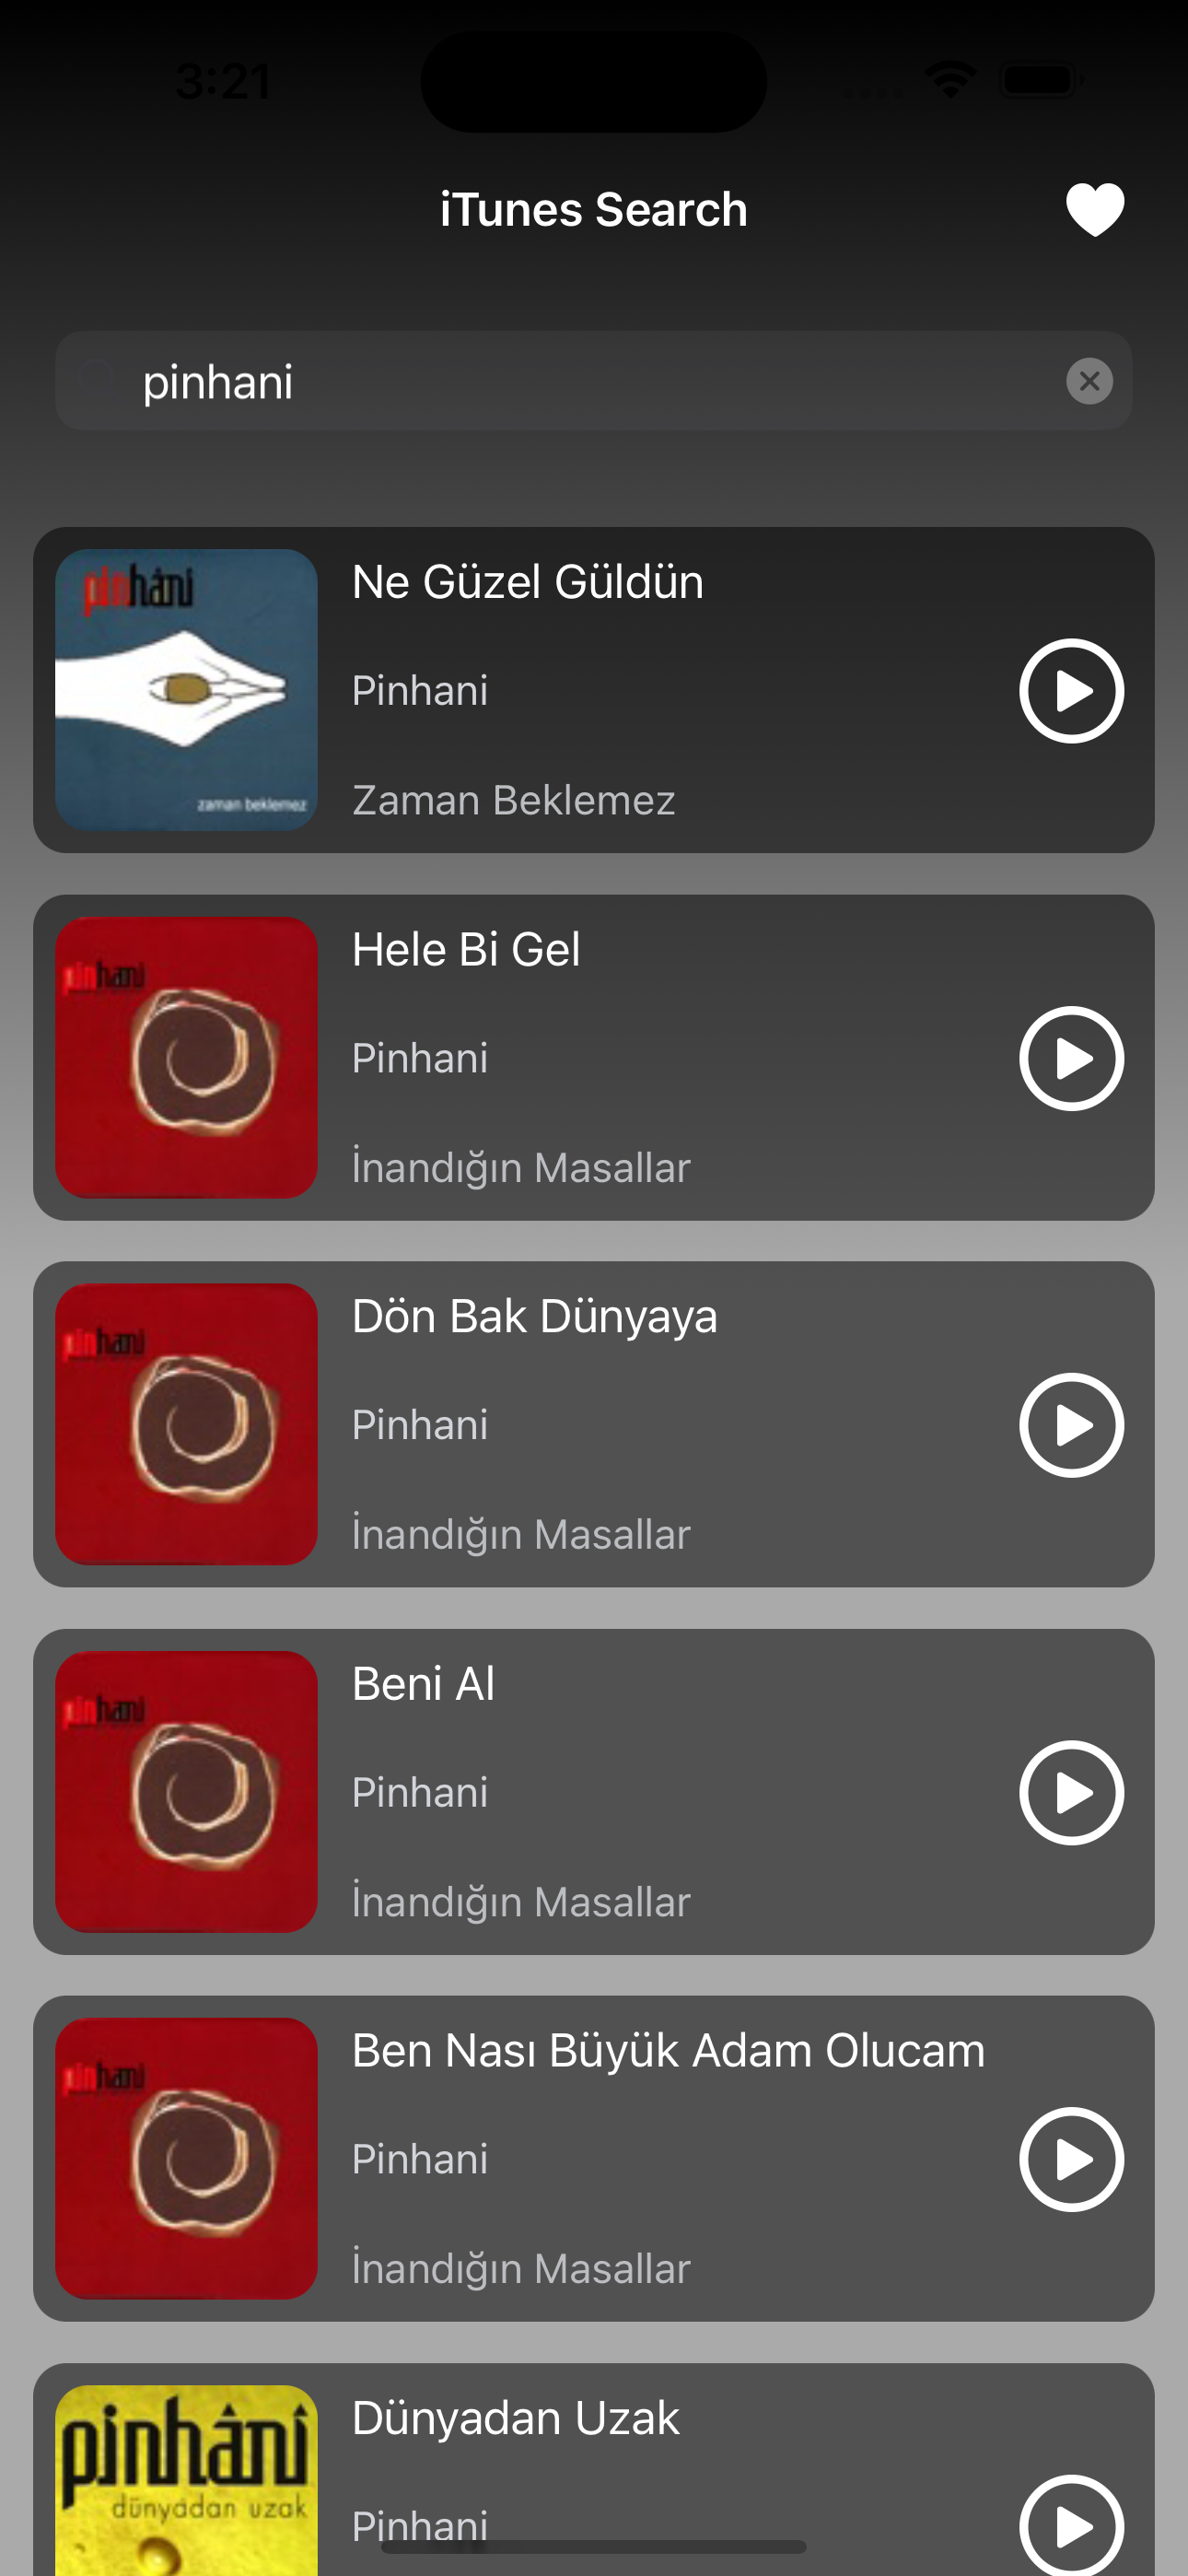 3:21
iTunes Search
pinhani
pinhâni
zaman beklemez
Ne Güzel Güldün
Pinhani
Zaman Beklemez
pinhani
Hele Bi Gel
Pinhani
İnandığın Masallar
pinhani
Dön Bak Dünyaya
Pinhani
İnandığın Masallar
pinhani
Beni Al
Pinhani
İnandığın Masallar
pinhani
Ben Nası Büyük Adam Olucam
Pinhani
İnandığın Masallar
pinhânî
dünyadan uzak
Dünyadan Uzak
Pinhani